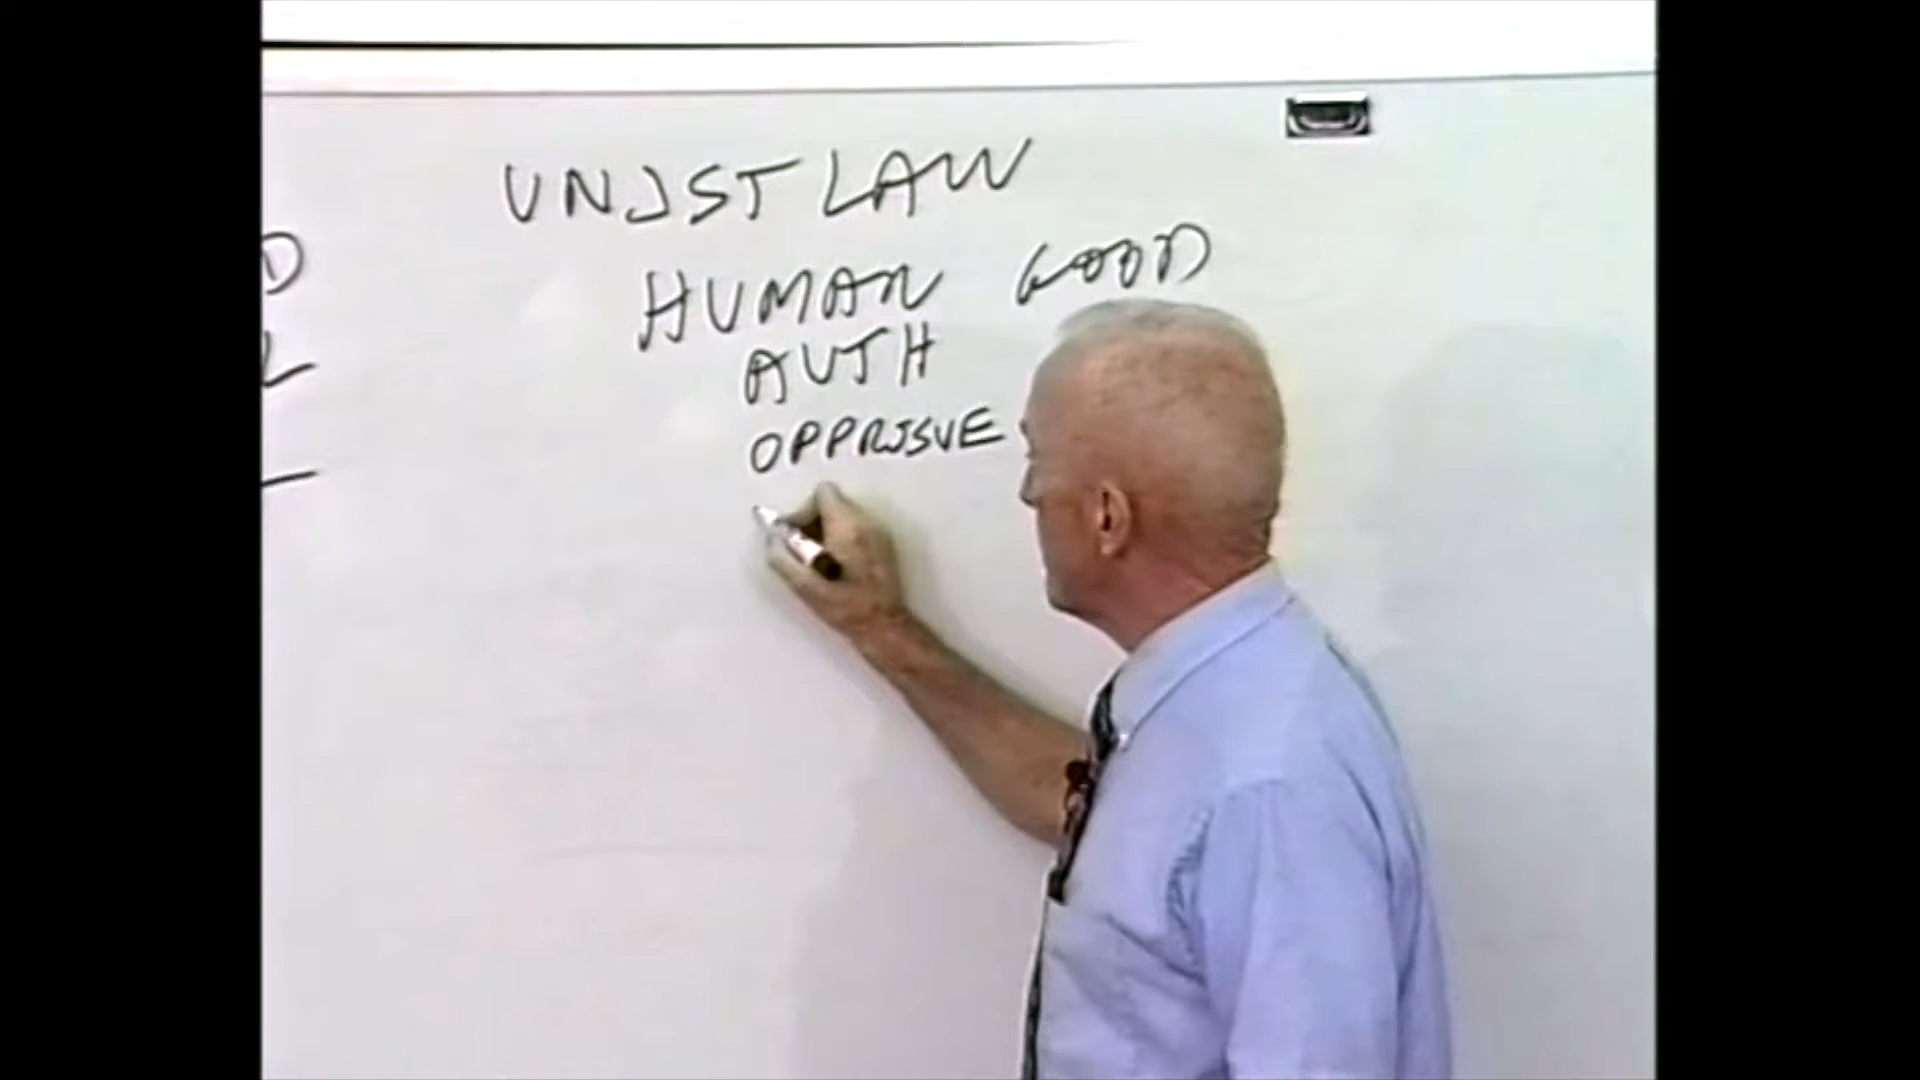 UNJST LAW
HUMAN GOOD
AUTH
OPPRJSVE
D
L